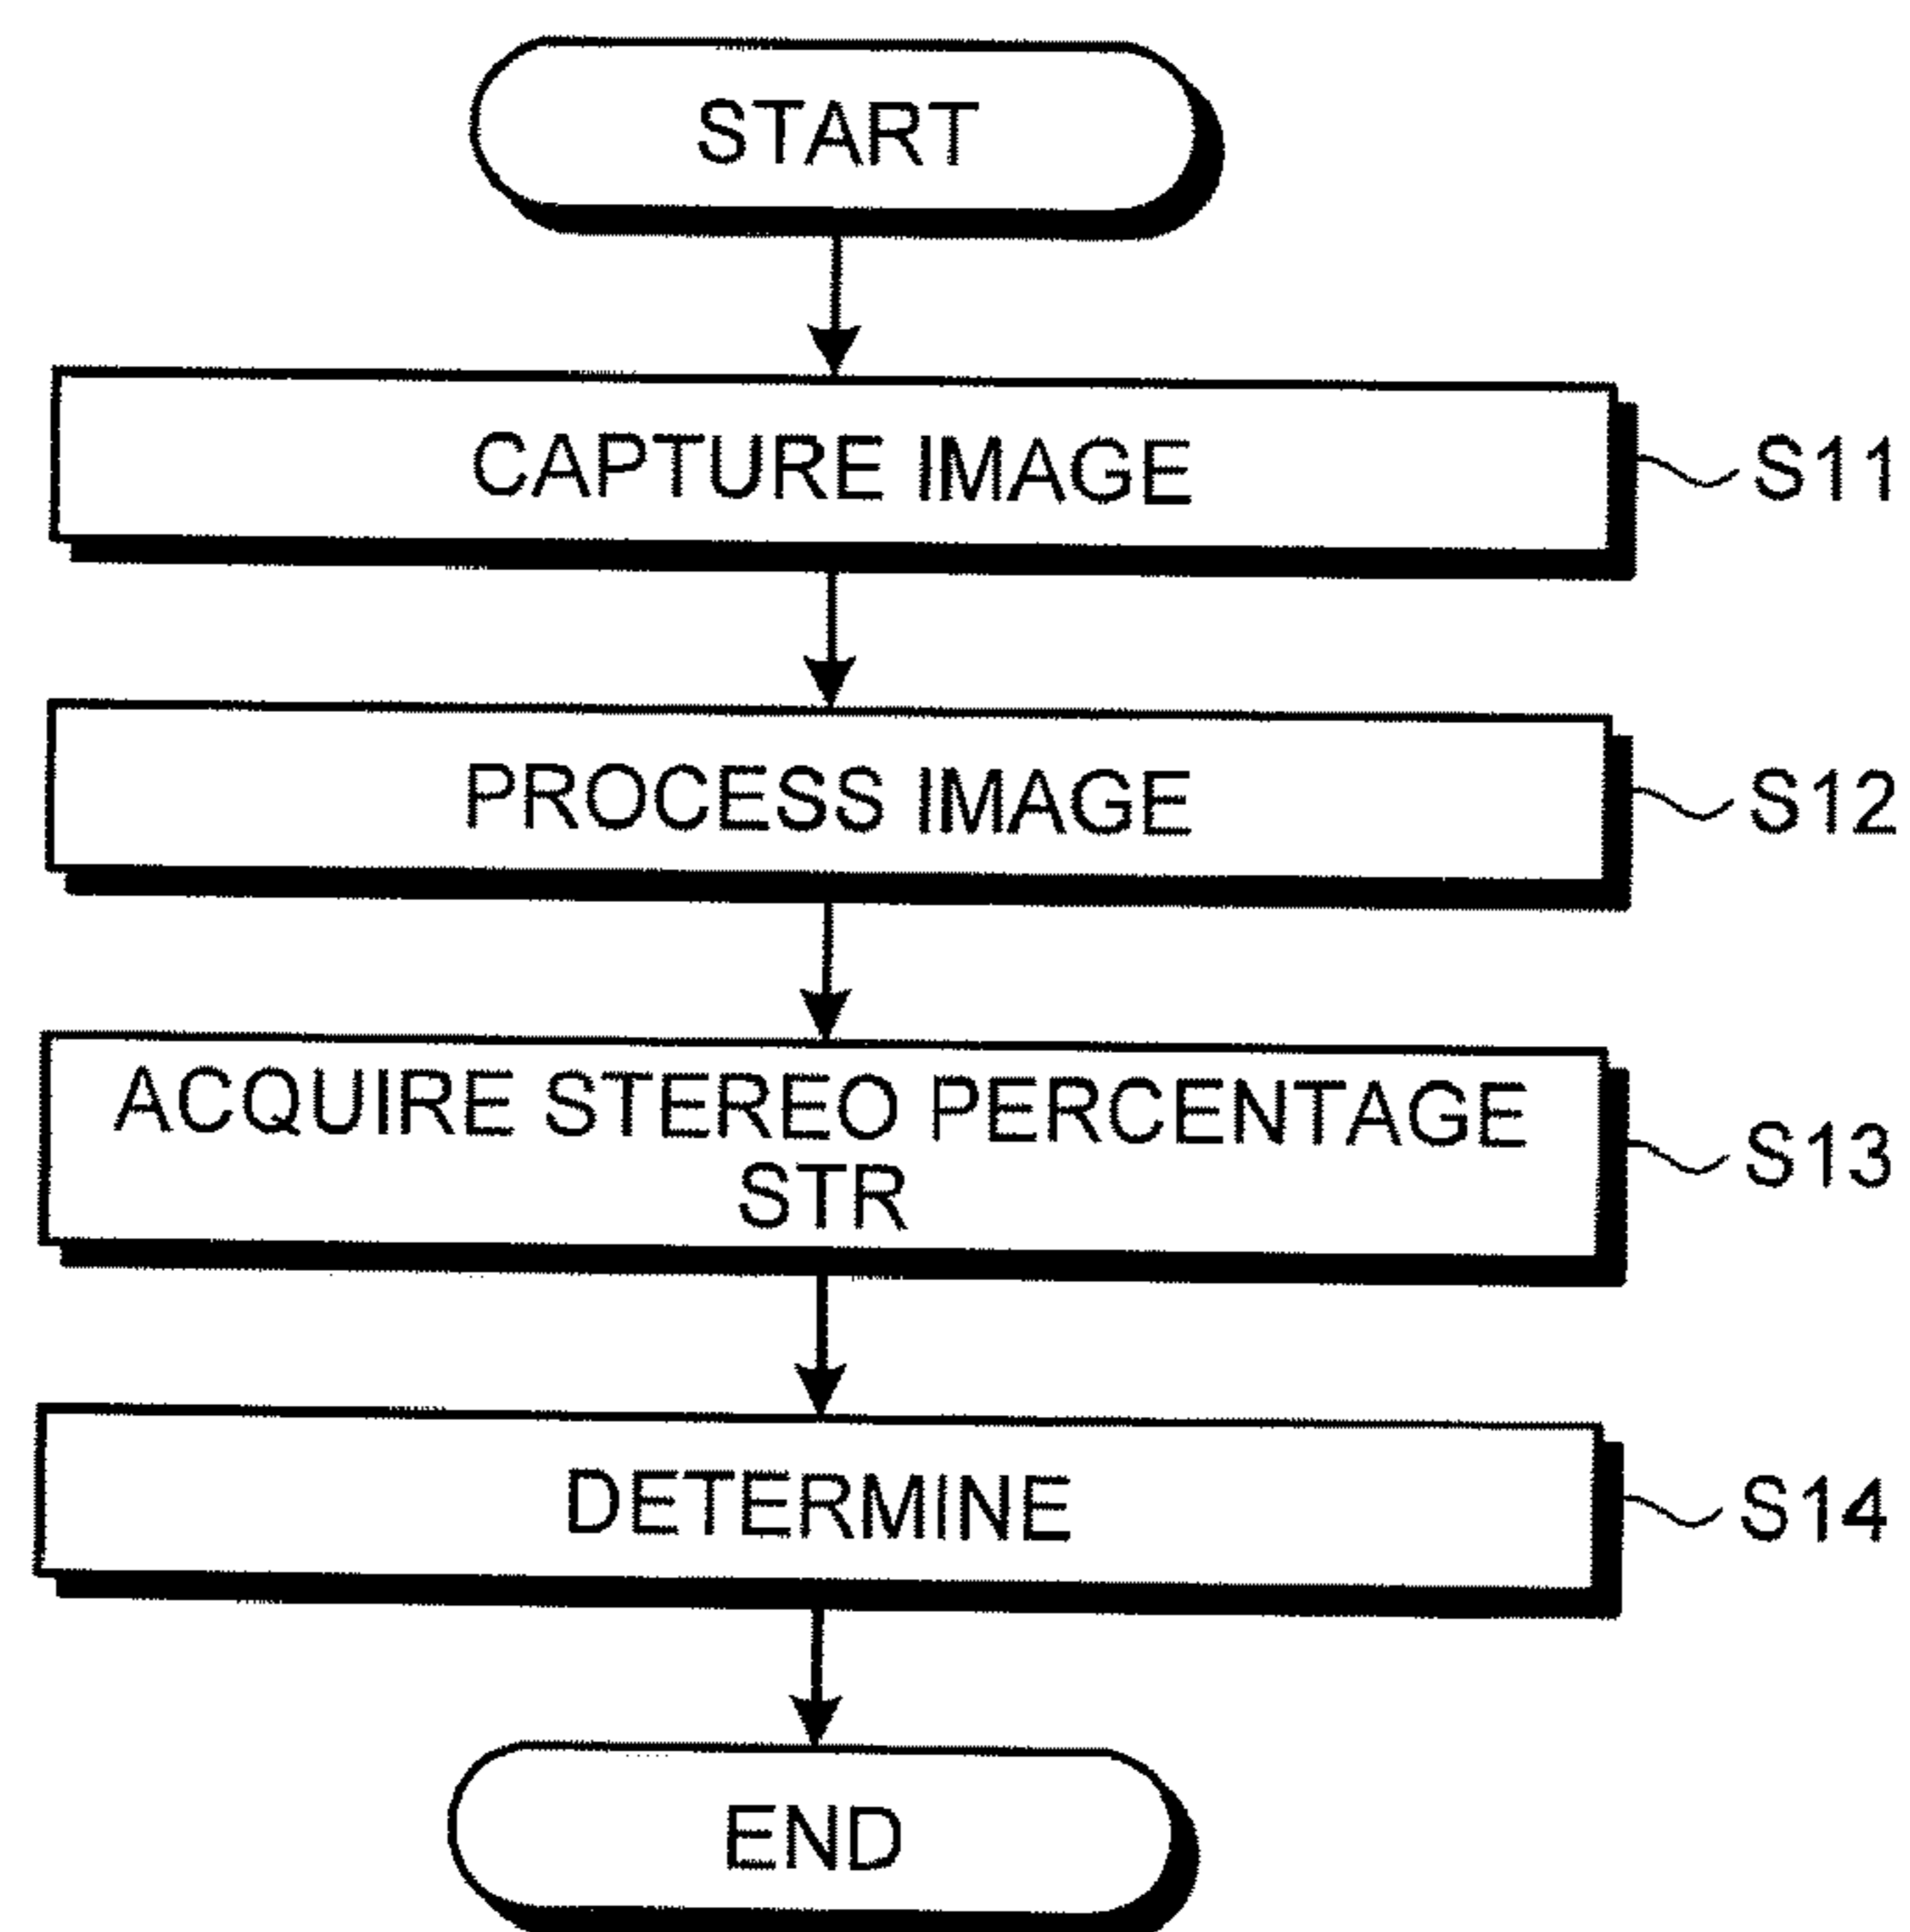 START
CAPTURE IMAGE
S11
PROCESS IMAGE
S12
ACQUIRE STEREO PERCENTAGE
STR
S13
DETERMINE
S14
END